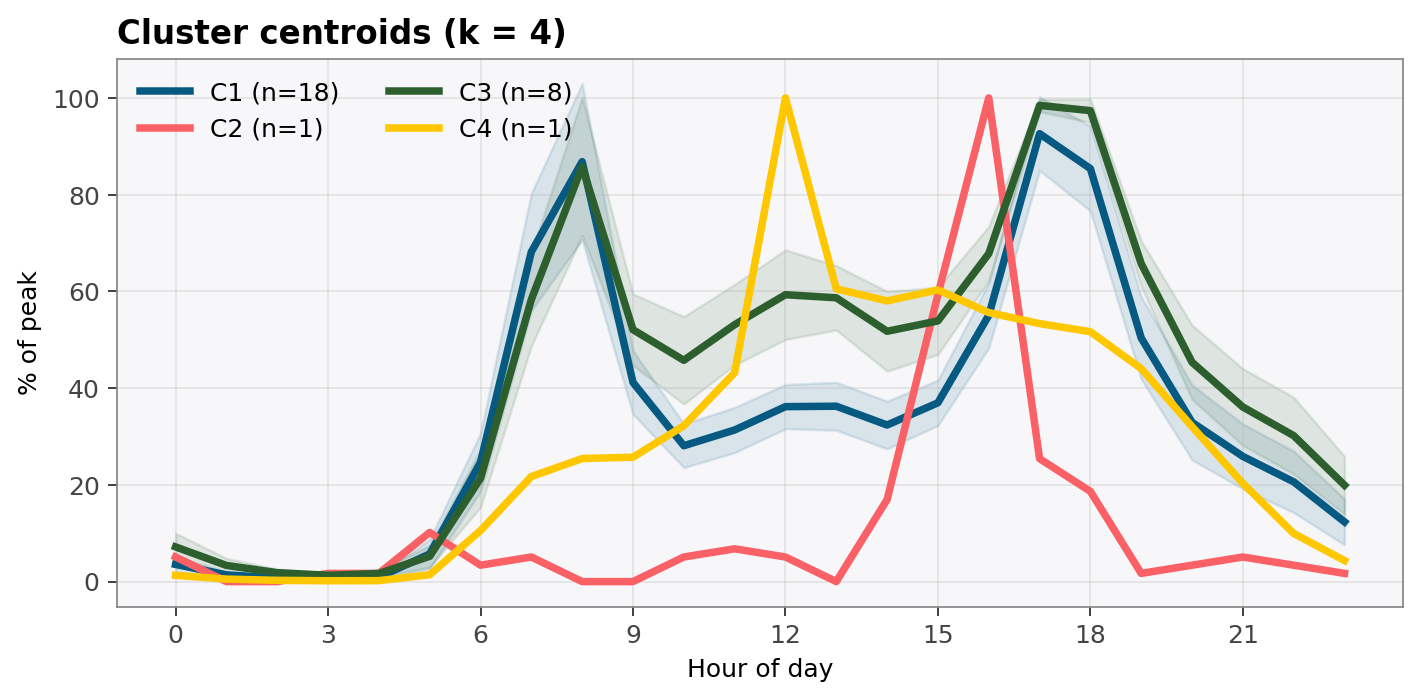 Cluster centroids (k = 4)
C1 (n=18)
C2 (n=1)
C3 (n=8)
C4 (n=1)
% of peak
100
80
60
40
20
0
0 3 6 9 12 15 18 21
Hour of day